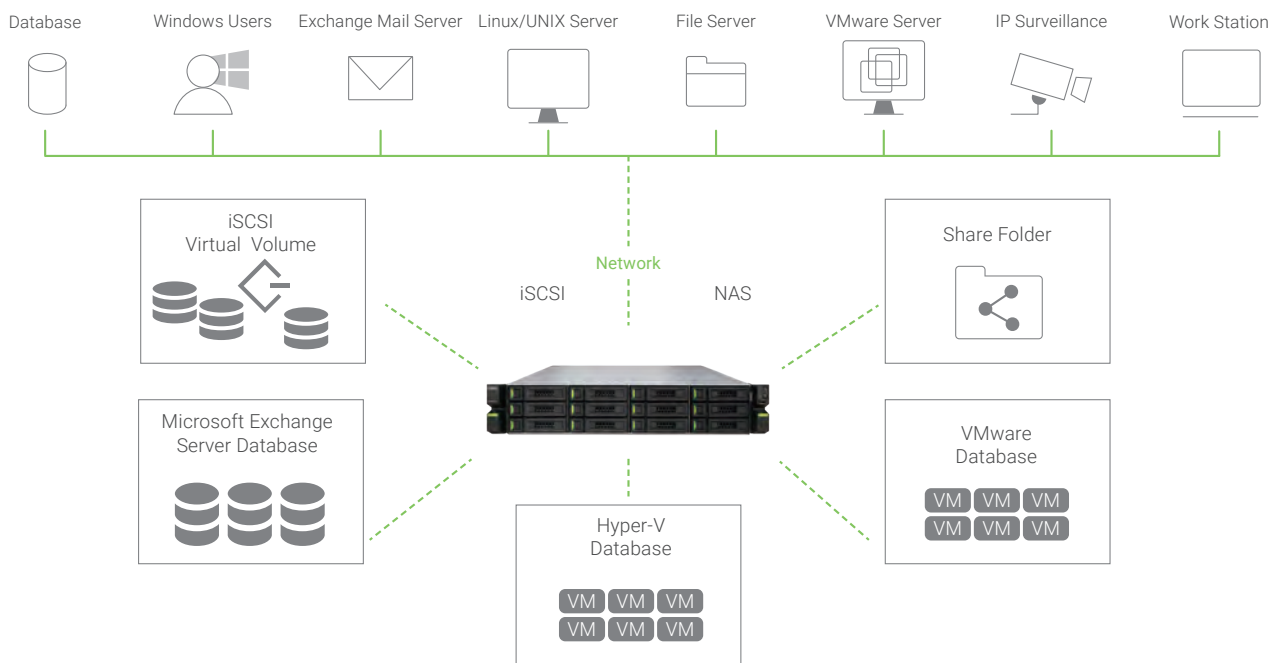 Database
Windows Users
Exchange Mail Server
Linux/UNIX Server
File Server
VMware Server
IP Surveillance
Work Station
iSCSI
Virtual Volume
Network
iSCSI
NAS
Share Folder
Microsoft Exchange
Server Database
VMware
Database
VM VM VM
VM VM VM
Hyper-V
Database
VM VM VM
VM VM VM